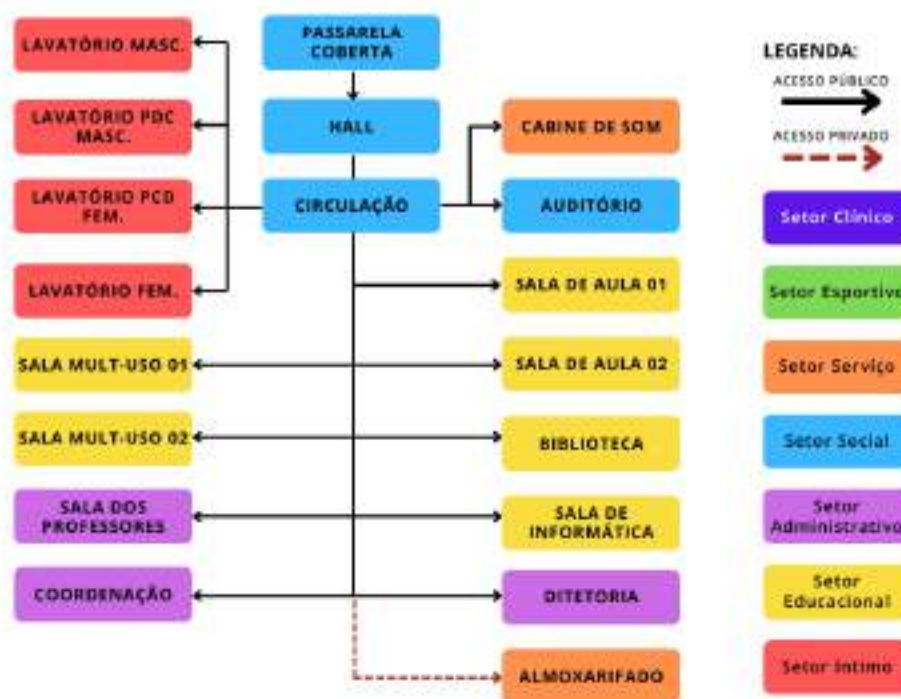 LAVATÓRIO MASC.
LAVATÓRIO PDC
MASC.
LAVATÓRIO PCD
FEM.
LAVATÓRIO FEM.
SALA MULT-USO 01
SALA MULT-USO 02
SALA DOS
PROFESSORES
COORDENAÇÃO
PASSARELA
COBERTA
HALL
CIRCULAÇÃO
CABINE DE SOM
AUDITÓRIO
SALA DE AULA 01
SALA DE AULA 02
BIBLIOTECA
SALA DE
INFORMÁTICA
DITETORIA
ALMOXARIFADO
LEGENDA:
ACESSO PÚBLICO
ACESSO PRIVADO
Setor Clínico
Setor Esportivo
Setor Serviço
Setor Social
Setor
Administrativo
Setor
Educacional
Setor Intimo